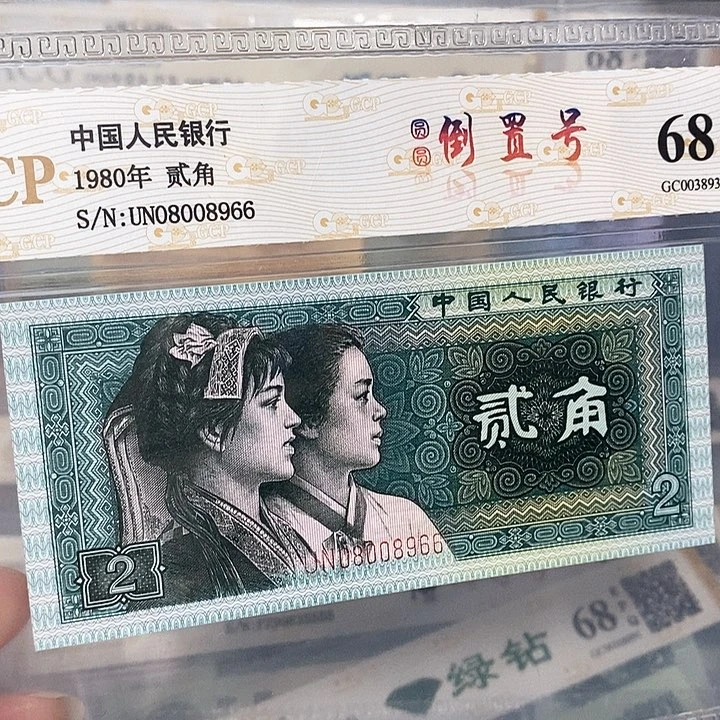 CP
中国人民银行
1980年 贰角
S/N:UN08008966
圆
圆
倒置号
68
GC003893
中国人民银行
贰角
2
2
UN08008966
绿钻
68